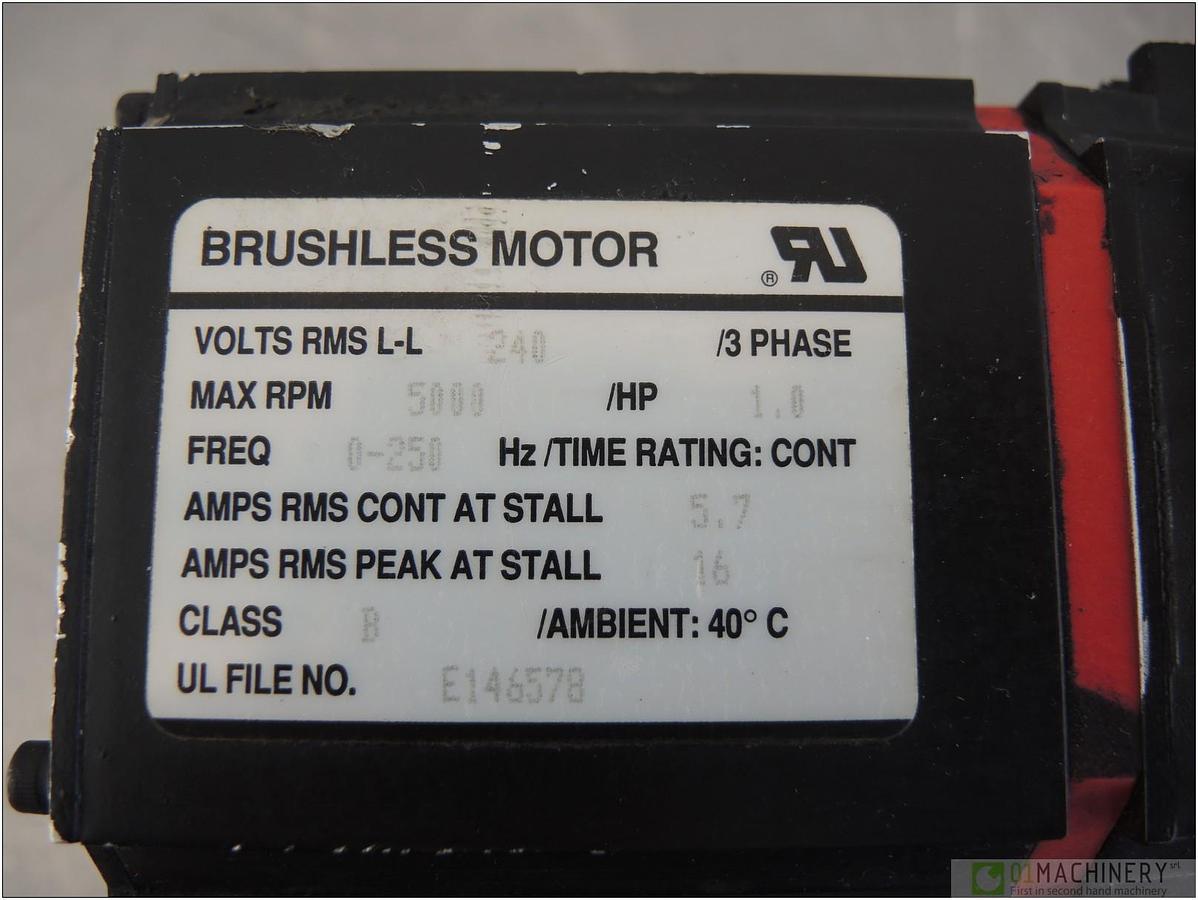 BRUSHLESS MOTOR
® RU
VOLTS RMS L-L 240 /3 PHASE
MAX RPM 5000 /HP 1.0
FREQ 0-250 Hz /TIME RATING: CONT
AMPS RMS CONT AT STALL 5.7
AMPS RMS PEAK AT STALL 16
CLASS B /AMBIENT: 40° C
UL FILE NO. E146578
01MACHINERY srl
First in second hand machinery